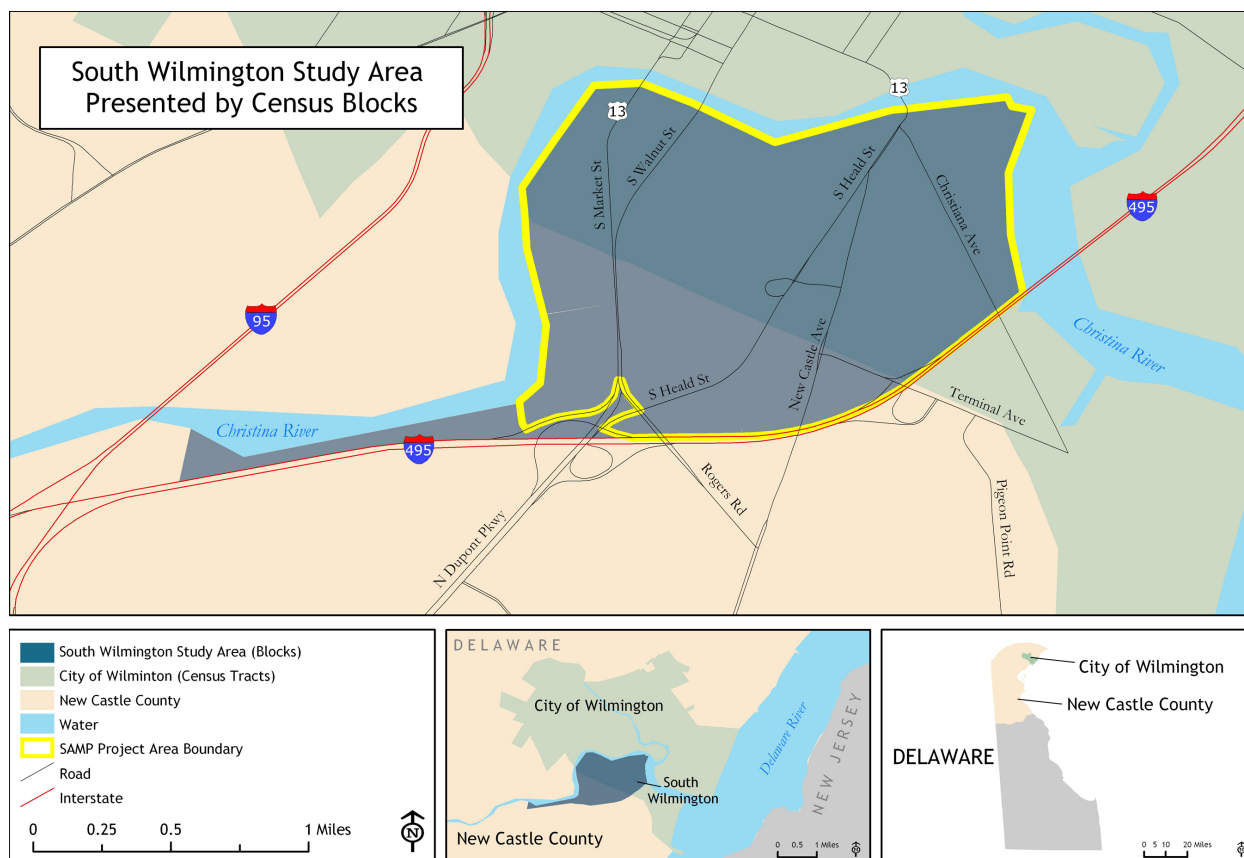 South Wilmington Study Area
Presented by Census Blocks
13
13
S Market St
S Walnut St
S Heald St
Christiana Ave
495
95
New Castle Ave
Christina River
S Heald St
Terminal Ave
Christina River
495
Rogers Rd
N Dupont Pkwy
Pigeon Point Rd
South Wilmington Study Area (Blocks)
City of Wilminton (Census Tracts)
New Castle County
Water
SAMP Project Area Boundary
Road
Interstate
0 0.25 0.5 1 Miles
N
DELAWARE
City of Wilmington
Delaware River
NEW JERSEY
South
Wilmington
New Castle County
0 0.5 1 Miles
N
City of Wilmington
New Castle County
DELAWARE
0 5 10 20 Miles
N